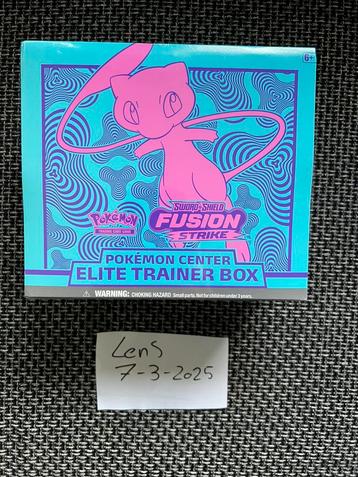 6+
Pokémon
TRADING CARD GAME
SWORD & SHIELD
FUSION
STRIKE
POKÉMON CENTER
ELITE TRAINER BOX
WARNING: CHOKING HAZARD Small parts. Not for children under 3 years.
LenS
7-3-2025